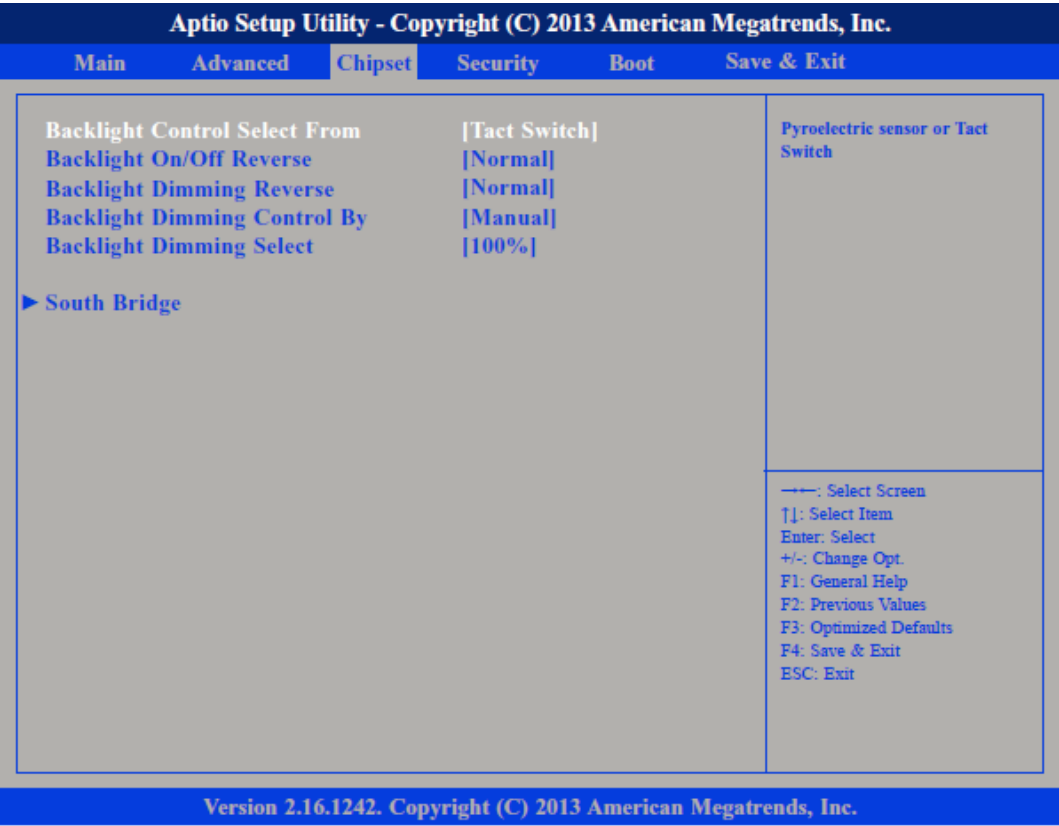 Aptio Setup Utility - Copyright (C) 2013 American Megatrends, Inc.
Main Advanced Chipset Security Boot Save & Exit
Backlight Control Select From [Tact Switch]
Backlight On/Off Reverse [Normal]
Backlight Dimming Reverse [Normal]
Backlight Dimming Control By [Manual]
Backlight Dimming Select [100%]
► South Bridge
Pyroelectric sensor or Tact
Switch
→←: Select Screen
↑↓: Select Item
Enter: Select
+/-: Change Opt.
F1: General Help
F2: Previous Values
F3: Optimized Defaults
F4: Save & Exit
ESC: Exit
Version 2.16.1242. Copyright (C) 2013 American Megatrends, Inc.